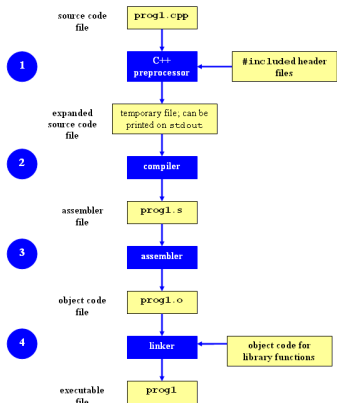 source code
file
prog1.cpp
1
C++
preprocessor
#included header
files
expanded
source code
file
temporary file; can be
printed on stdout
2
compiler
assembler
file
prog1.s
3
assembler
object code
file
prog1.o
4
linker
object code for
library functions
executable
file
prog1